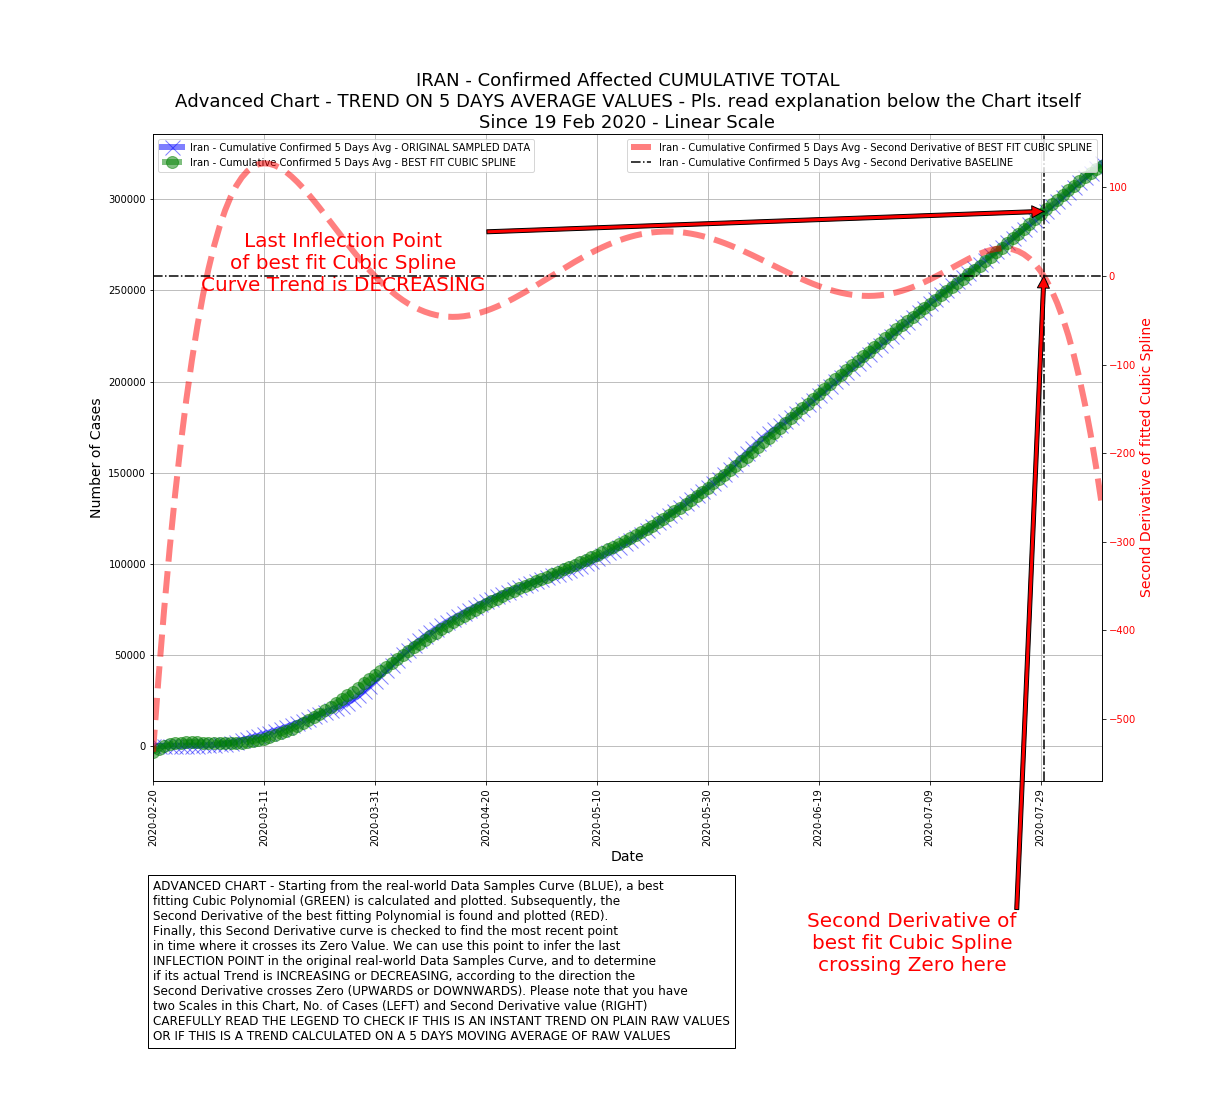 IRAN - Confirmed Affected CUMULATIVE TOTAL
Advanced Chart - TREND ON 5 DAYS AVERAGE VALUES - Pls. read explanation below the Chart itself
Since 19 Feb 2020 - Linear Scale
Iran - Cumulative Confirmed 5 Days Avg - ORIGINAL SAMPLED DATA
Iran - Cumulative Confirmed 5 Days Avg - BEST FIT CUBIC SPLINE
Iran - Cumulative Confirmed 5 Days Avg - Second Derivative of BEST FIT CUBIC SPLINE
Iran - Cumulative Confirmed 5 Days Avg - Second Derivative BASELINE
Last Inflection Point
of best fit Cubic Spline
Curve Trend is DECREASING
Number of Cases
300000
250000
200000
150000
100000
50000
0
100
0
−100
−200
−300
−400
−500
Second Derivative of fitted Cubic Spline
2020-02-20
2020-03-11
2020-03-31
2020-04-20
2020-05-10
2020-05-30
2020-06-19
2020-07-09
2020-07-29
Date
ADVANCED CHART - Starting from the real-world Data Samples Curve (BLUE), a best
fitting Cubic Polynomial (GREEN) is calculated and plotted. Subsequently, the
Second Derivative of the best fitting Polynomial is found and plotted (RED).
Finally, this Second Derivative curve is checked to find the most recent point
in time where it crosses its Zero Value. We can use this point to infer the last
INFLECTION POINT in the original real-world Data Samples Curve, and to determine
if its actual Trend is INCREASING or DECREASING, according to the direction the
Second Derivative crosses Zero (UPWARDS or DOWNWARDS). Please note that you have
two Scales in this Chart, No. of Cases (LEFT) and Second Derivative value (RIGHT)
CAREFULLY READ THE LEGEND TO CHECK IF THIS IS AN INSTANT TREND ON PLAIN RAW VALUES
OR IF THIS IS A TREND CALCULATED ON A 5 DAYS MOVING AVERAGE OF RAW VALUES
Second Derivative of
best fit Cubic Spline
crossing Zero here